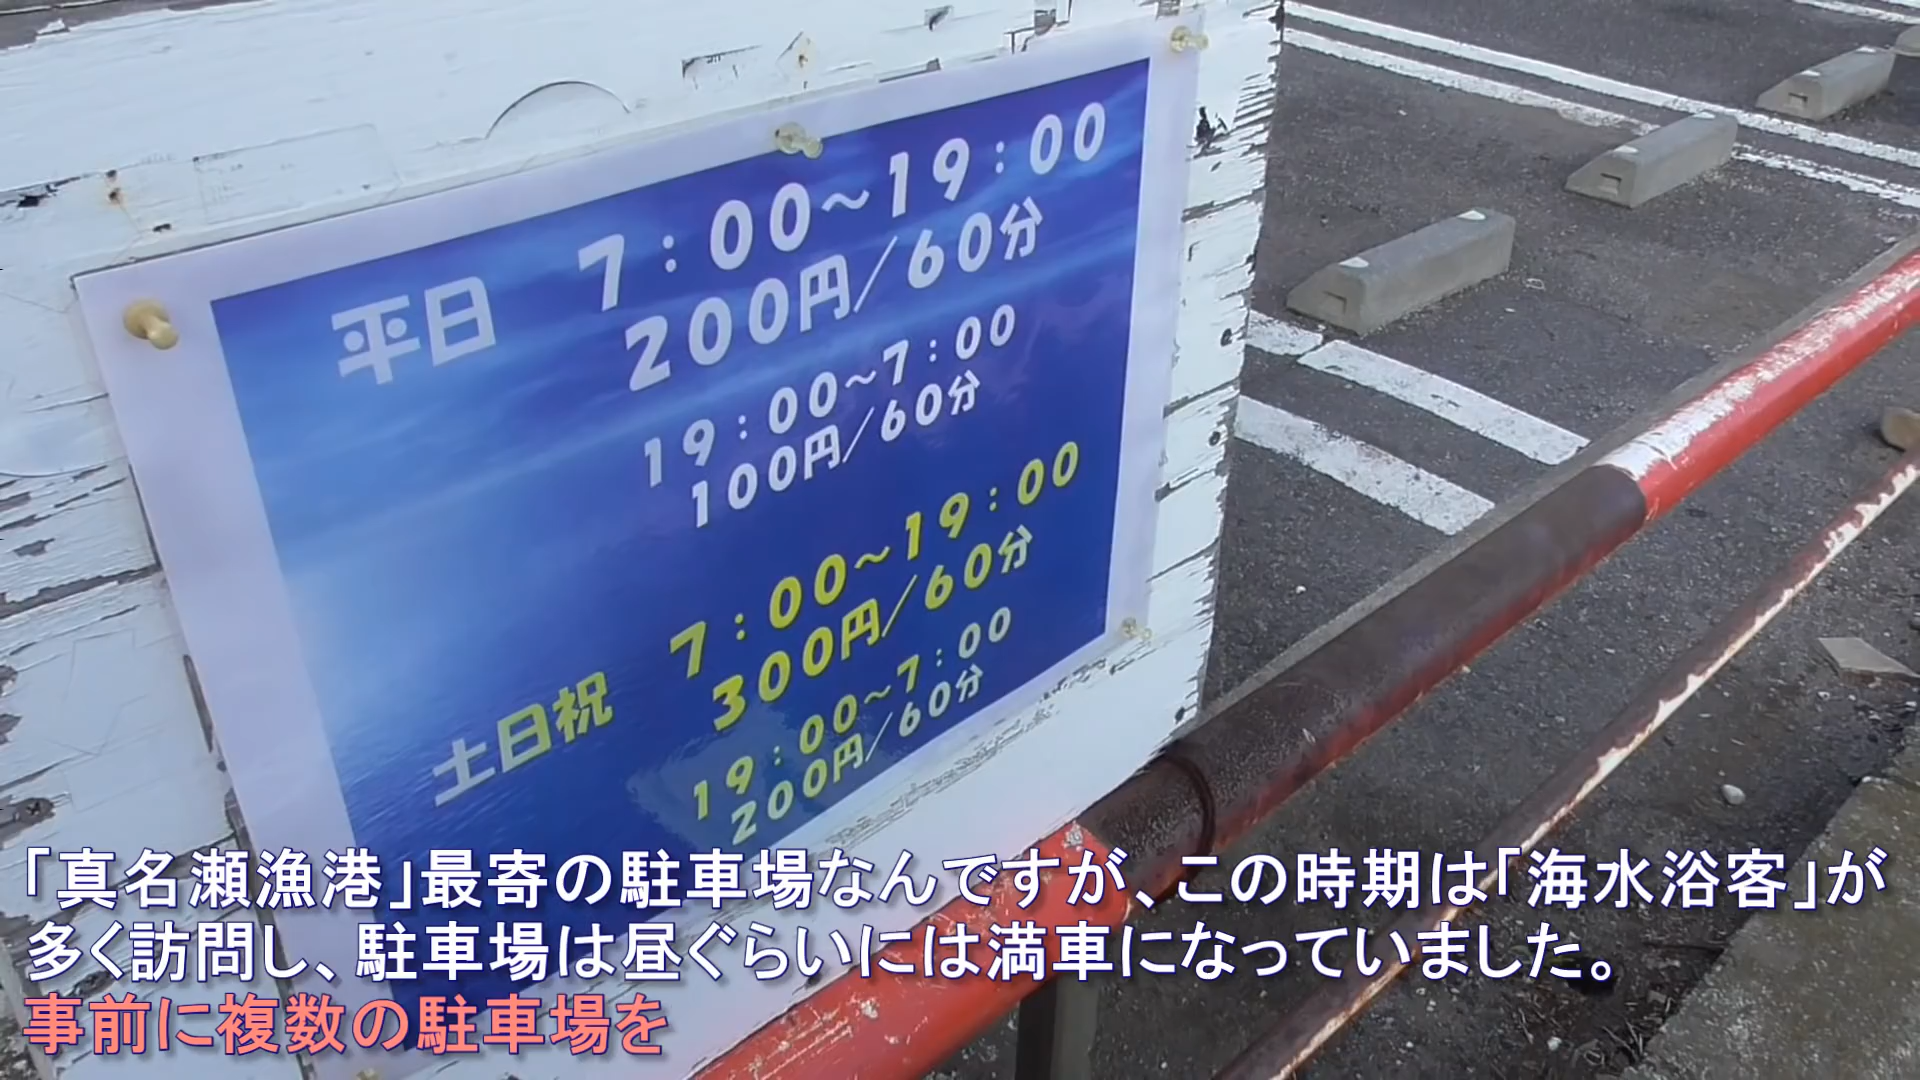 平日 7:00～19:00
200円/60分
19:00～7:00
100円/60分
土日祝 7:00～19:00
300円/60分
19:00～7:00
200円/60分
「真名瀬漁港」最寄の駐車場なんですが、この時期は「海水浴客」が
多く訪問し、駐車場は昼ぐらいには満車になっていました。
事前に複数の駐車場を